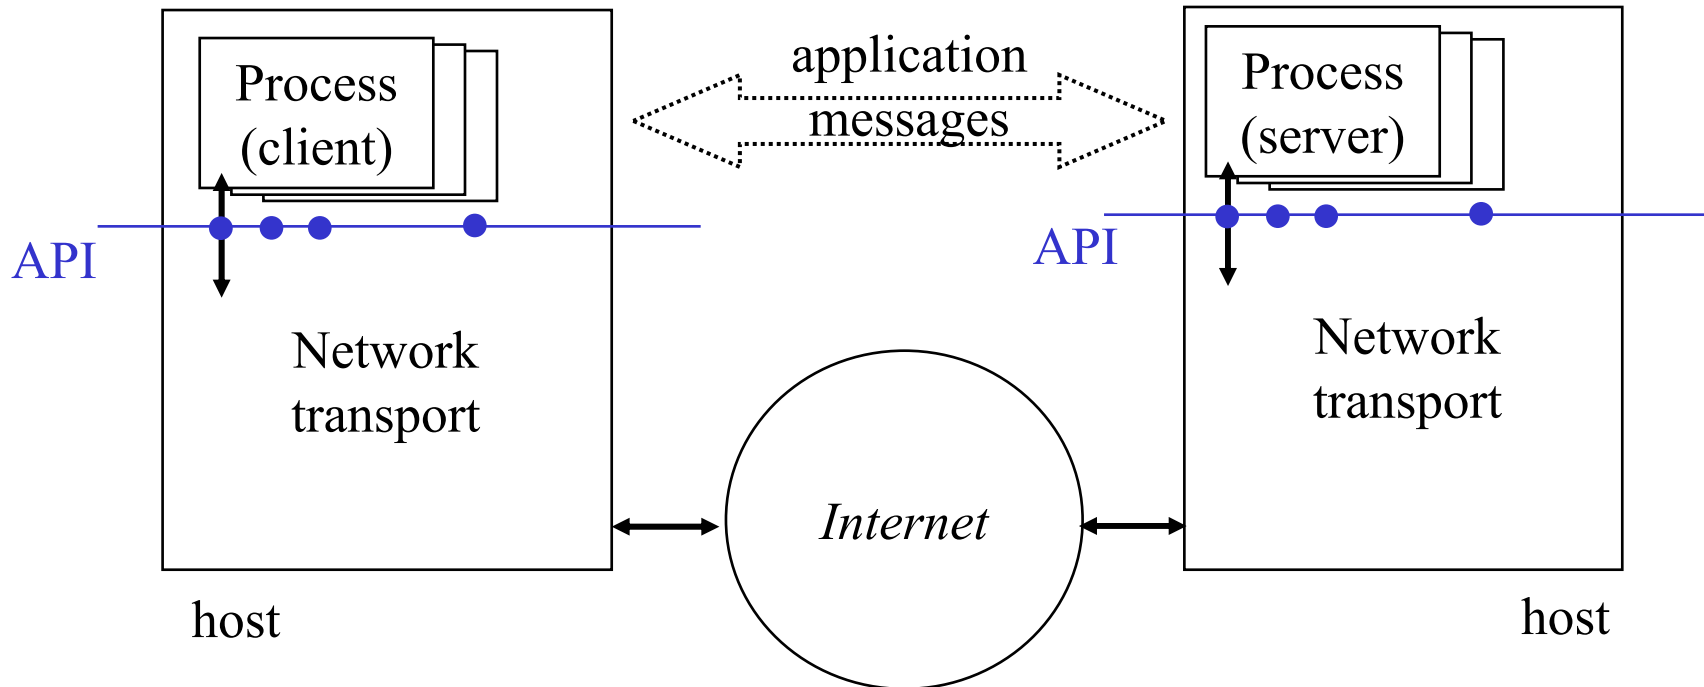 Process
(client)
API
Network
transport
host
application
messages
Internet
Process
(server)
API
Network
transport
host